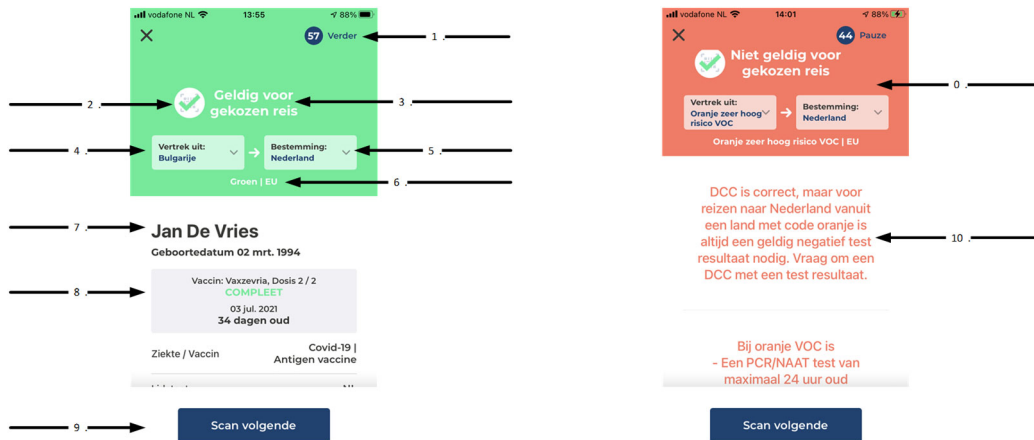 vodafone NL 13:55 88%
57 Verder
1 .
2 .
Geldig voor
gekozen reis
3 .
4 .
Vertrek uit:
Bulgarije
Bestemming:
Nederland
5 .
Groen | EU
6 .
7 .
Jan De Vries
Geboortedatum 02 mrt. 1994
8 .
Vaccin: Vaxzevria, Dosis 2 / 2
COMPLEET
03 jul. 2021
34 dagen oud
Ziekte / Vaccin
Covid-19 |
Antigen vaccine
9 .
Scan volgende
vodafone NL 14:01 88%
44 Pauze
Niet geldig voor
gekozen reis
0 .
Vertrek uit:
Oranje zeer hoog
risico VOC
Bestemming:
Nederland
Oranje zeer hoog risico VOC | EU
DCC is correct, maar voor
reizen naar Nederland vanuit
een land met code oranje is
altijd een geldig negatief test
resultaat nodig. Vraag om een
DCC met een test resultaat.
10 .
Bij oranje VOC is
- Een PCR/NAAT test van
maximaal 24 uur oud
Scan volgende